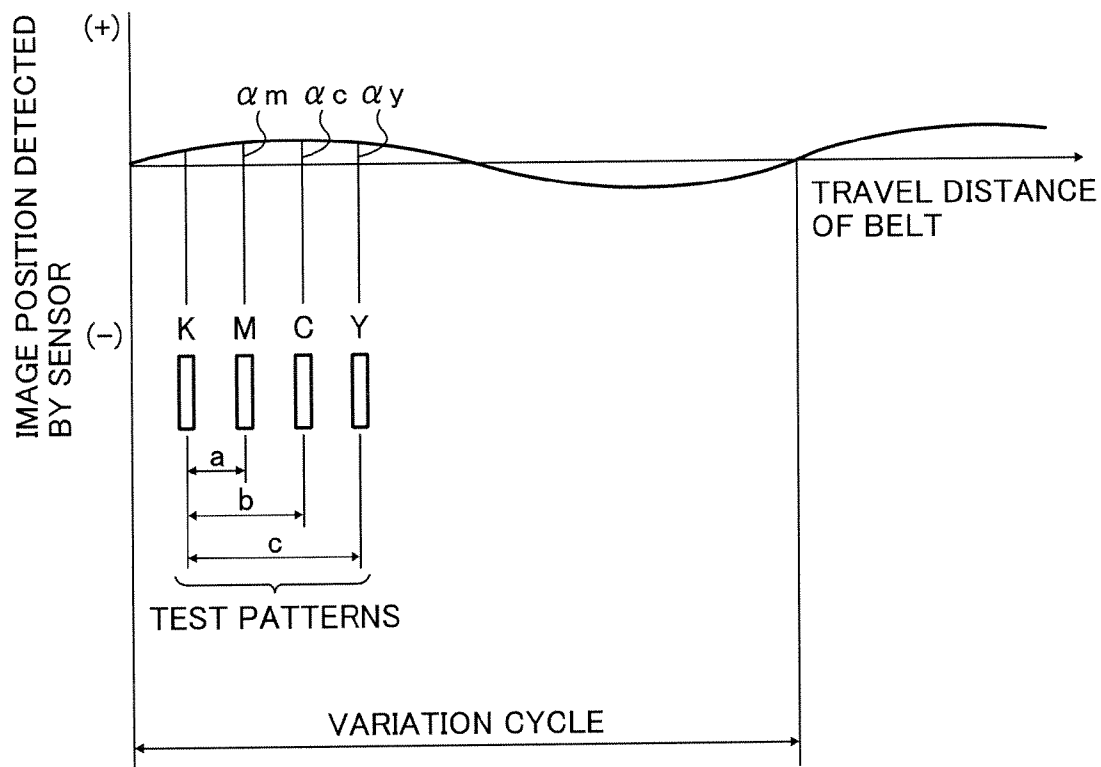 (+)
IMAGE POSITION DETECTED
BY SENSOR
αm αc αy
TRAVEL DISTANCE
OF BELT
(-)
K M C Y
a
b
c
TEST PATTERNS
VARIATION CYCLE